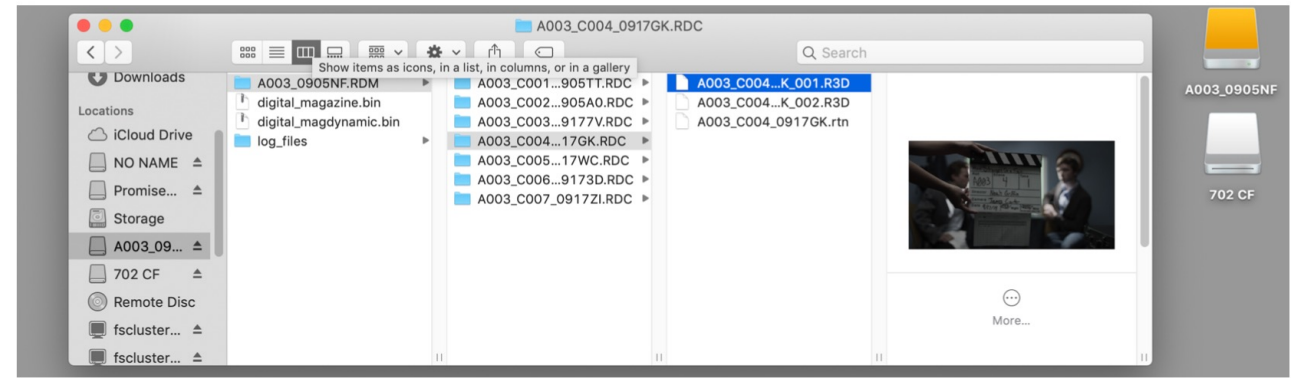 A003_C004_0917GK.RDC
Search
Show items as icons, in a list, in columns, or in a gallery
Downloads
Locations
iCloud Drive
NO NAME
Promise...
Storage
A003_09...
702 CF
Remote Disc
fscluster...
fscluster...
A003_0905NF.RDM
digital_magazine.bin
digital_magdynamic.bin
log_files
A003_C001...905TT.RDC
A003_C002...905A0.RDC
A003_C003...9177V.RDC
A003_C004...17GK.RDC
A003_C005...17WC.RDC
A003_C006...9173D.RDC
A003_C007_0917ZI.RDC
A003_C004...K_001.R3D
A003_C004...K_002.R3D
A003_C004_0917GK.rtn
A003 4 1
More...
A003_0905NF
702 CF